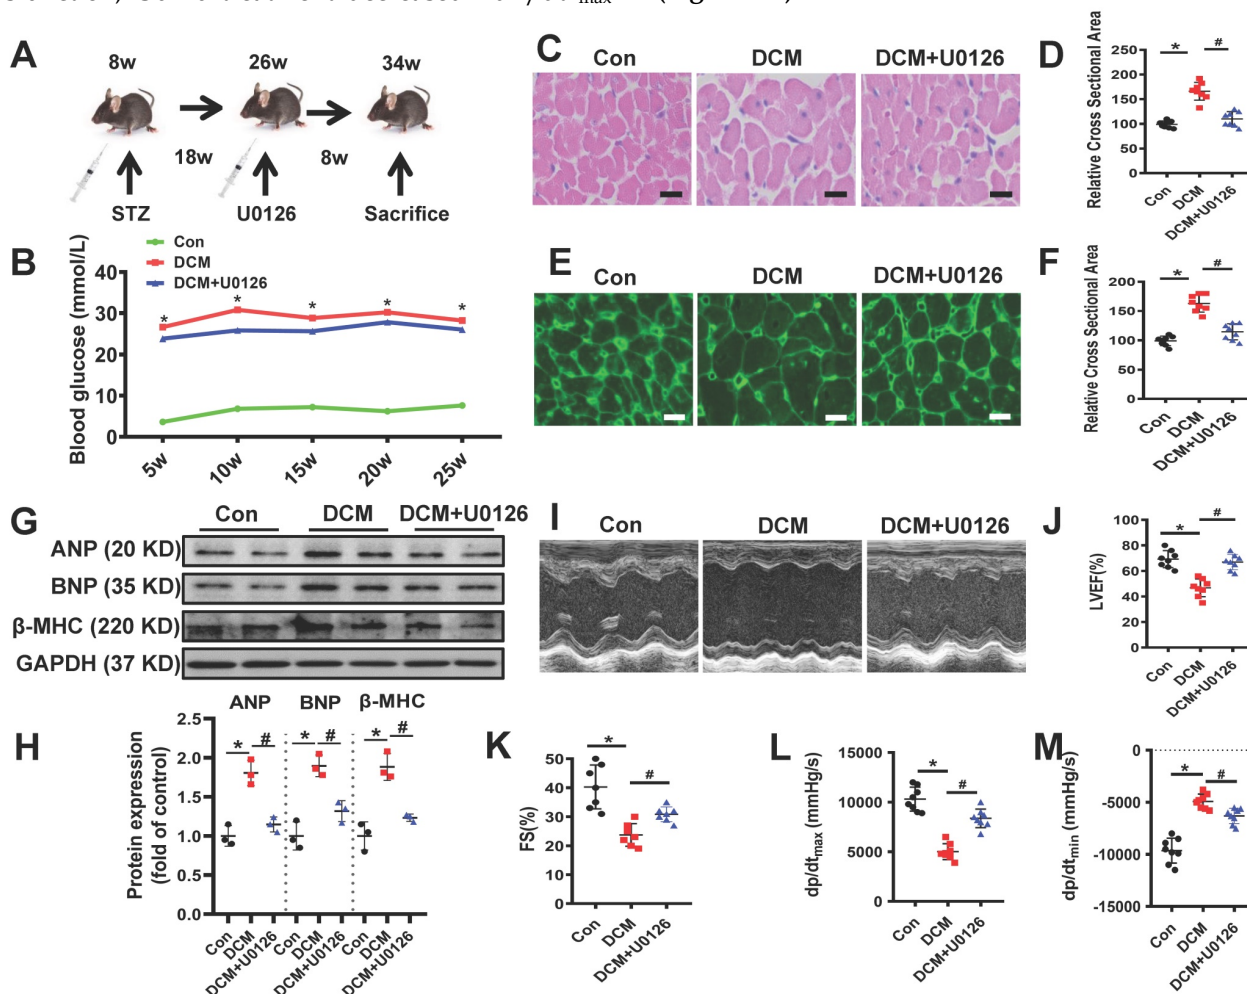 A
8w
26w
34w
18w
8w
STZ
U0126
Sacrifice
B
Con
DCM
DCM+U0126
Blood glucose (mmol/L)
40
30
20
10
0
* * * * *
5w
10w
15w
20w
25w
C
Con
DCM
DCM+U0126
D
Relative Cross Sectional Area
250
200
150
100
50
0
* #
Con
DCM
DCM+U0126
E
Con
DCM
DCM+U0126
F
Relative Cross Sectional Area
200
150
100
50
0
* #
Con
DCM
DCM+U0126
G
Con
DCM
DCM+U0126
ANP (20 KD)
BNP (35 KD)
β-MHC (220 KD)
GAPDH (37 KD)
H
ANP
BNP
β-MHC
Protein expression
(fold of control)
2.5
2.0
1.5
1.0
0.5
0.0
* # * # * #
Con
DCM
DCM+U0126
Con
DCM
DCM+U0126
Con
DCM
DCM+U0126
I
Con
DCM
DCM+U0126
J
LVEF(%)
100
80
60
40
20
0
* #
Con
DCM
DCM+U0126
K
FS(%)
50
40
30
20
10
0
* #
Con
DCM
DCM+U0126
L
dp/dtmax (mmHg/s)
15000
10000
5000
0
* #
Con
DCM
DCM+U0126
M
dp/dtmin (mmHg/s)
0
-5000
-10000
-15000
* #
Con
DCM
DCM+U0126